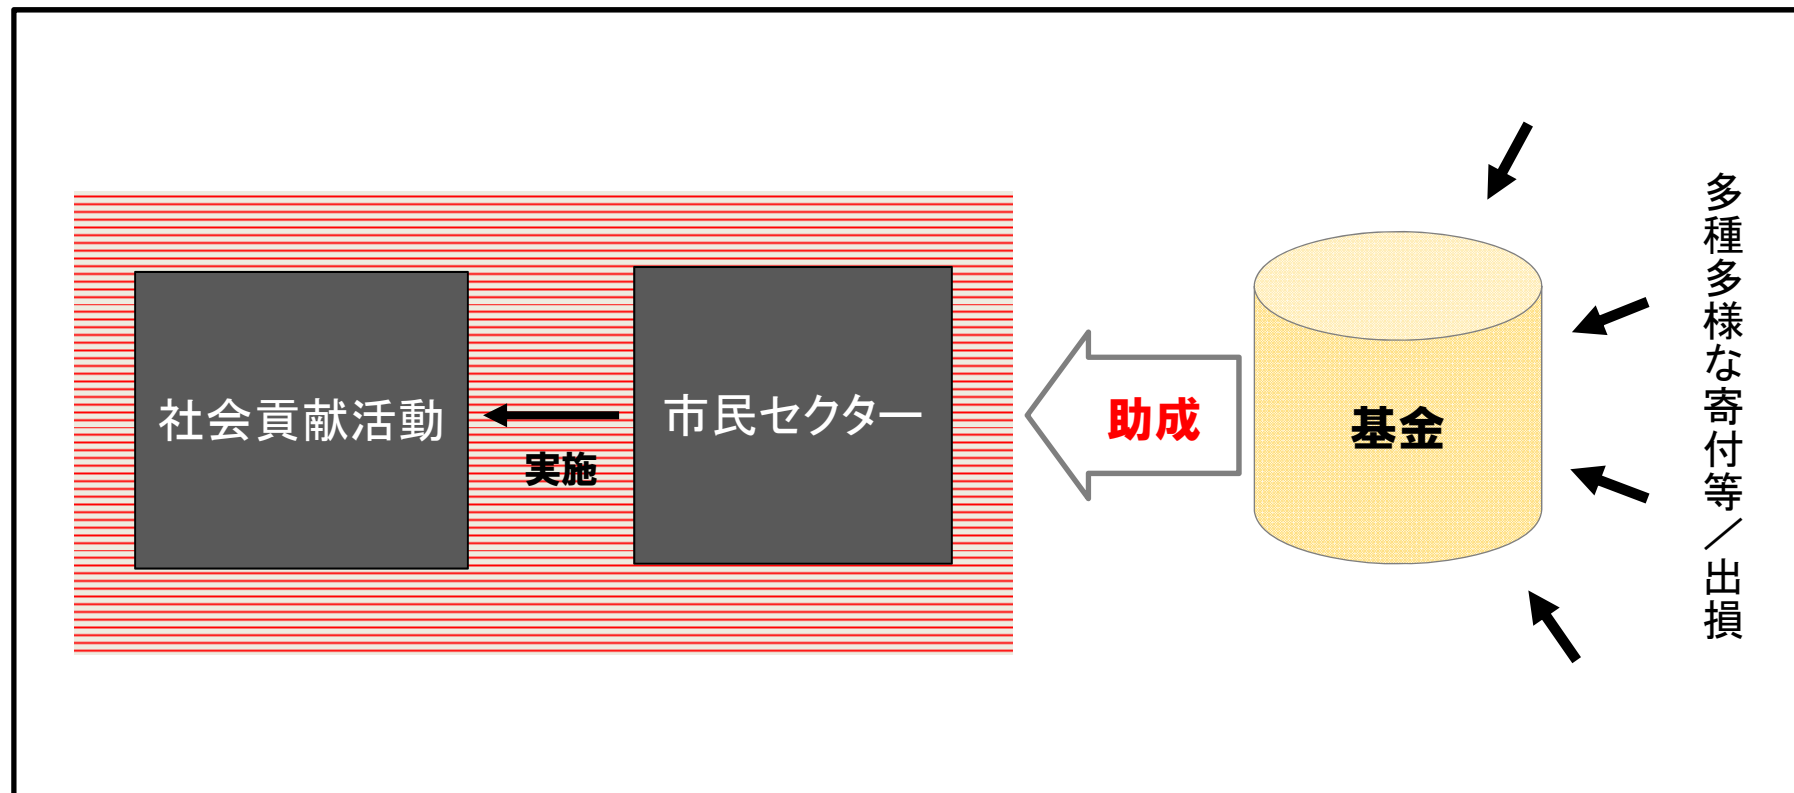 社会貢献活動
実施
市民セクター
助成
基金
多種多様な寄付等／出損